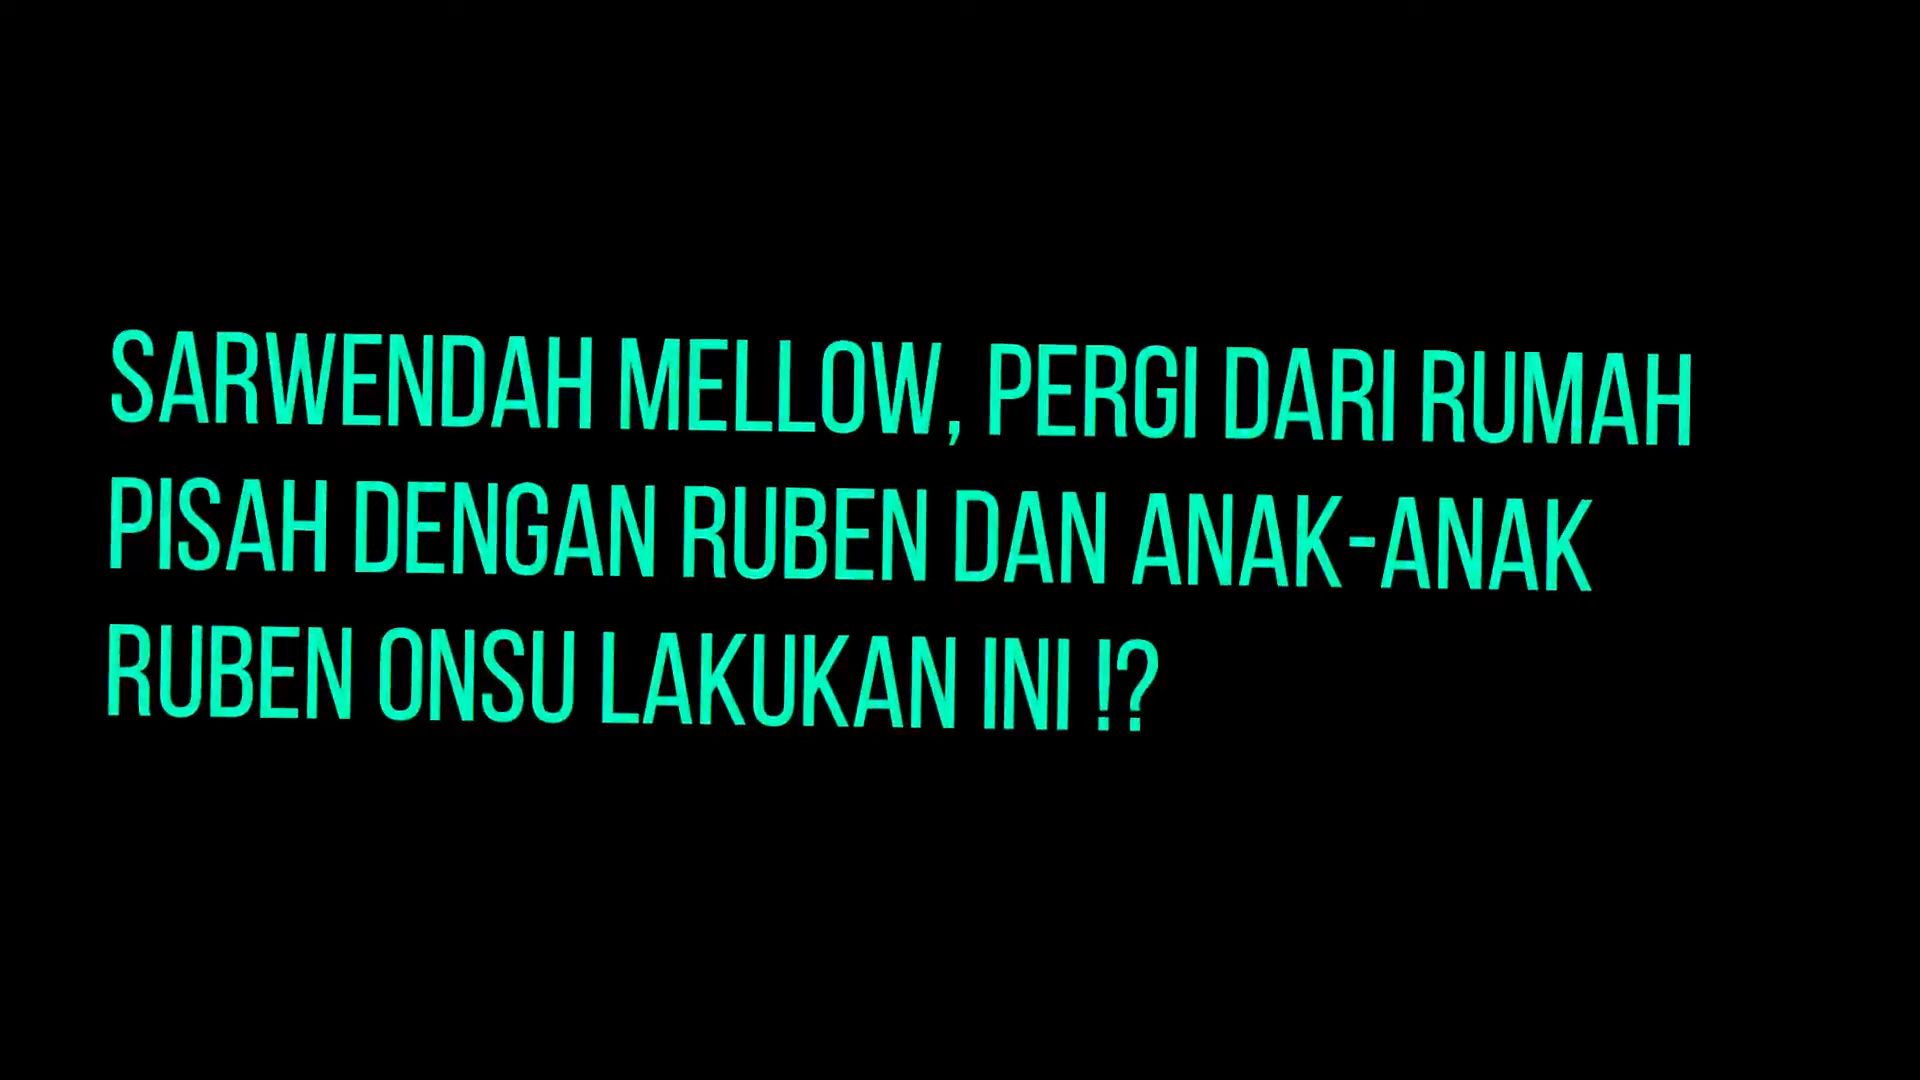 SARWENDAH MELLOW, PERGI DARI RUMAH
PISAH DENGAN RUBEN DAN ANAK-ANAK
RUBEN ONSU LAKUKAN INI !?